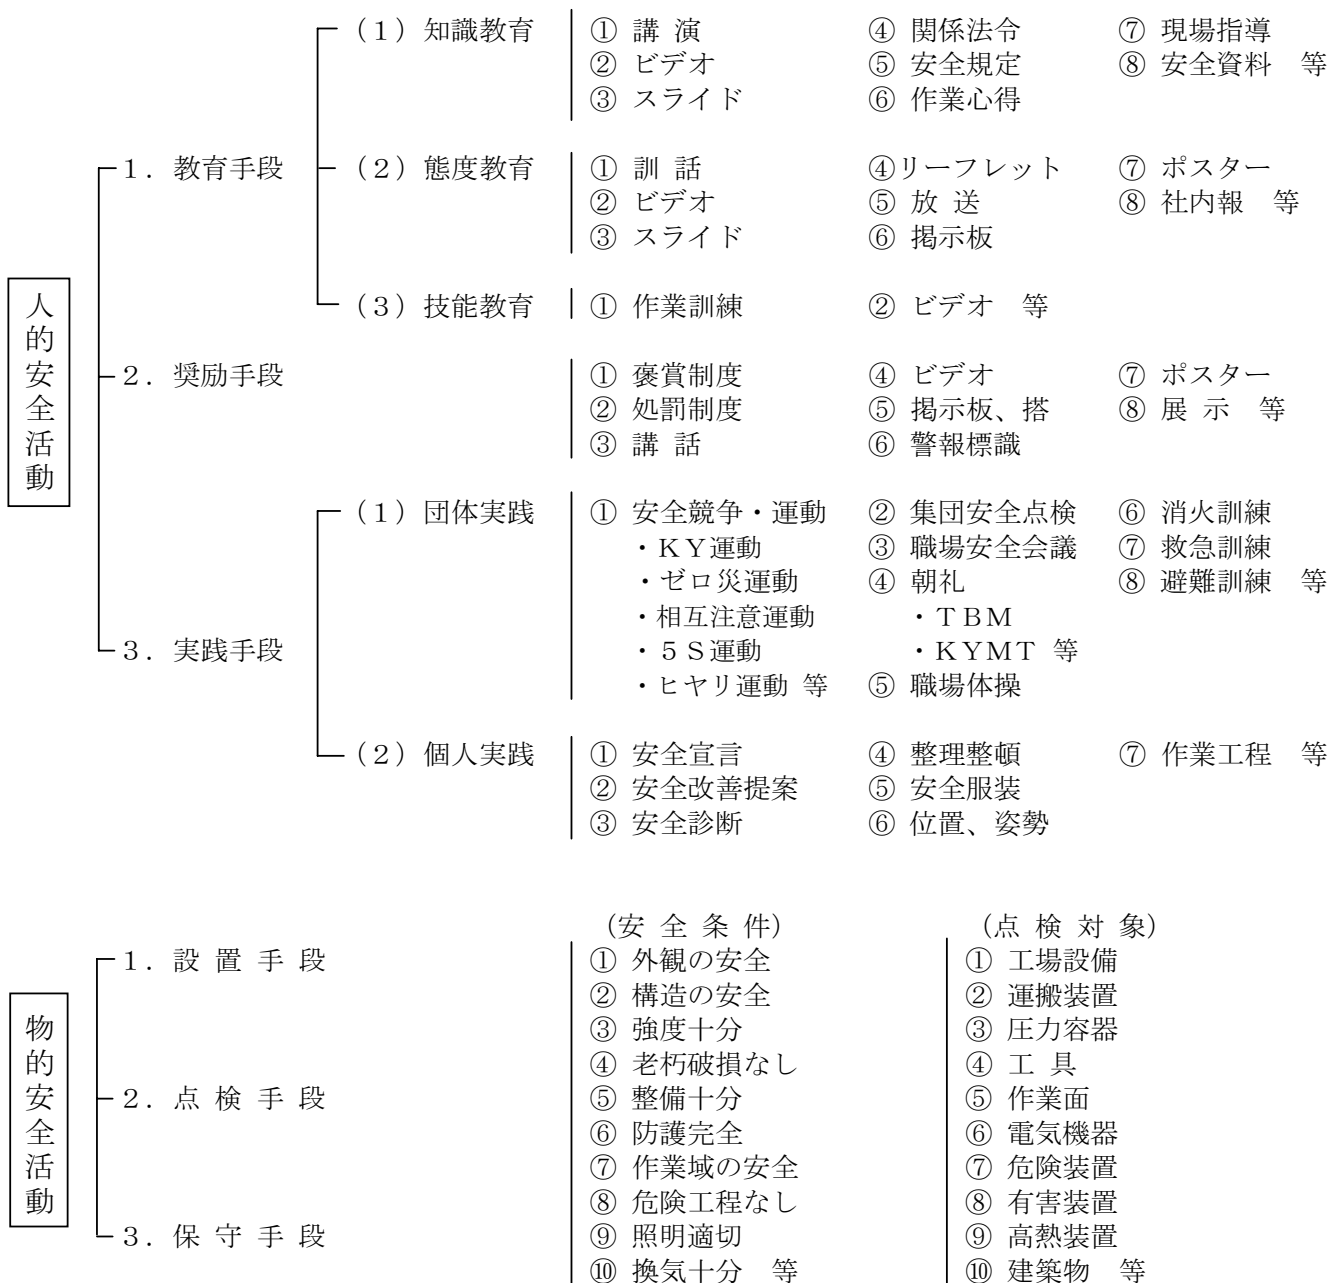 人的安全活動
1．教育手段
(1) 知識教育
① 講 演 ④ 関係法令 ⑦ 現場指導
② ビデオ ⑤ 安全規定 ⑧ 安全資料 等
③ スライド ⑥ 作業心得
(2) 態度教育
① 訓 話 ④リーフレット ⑦ ポスター
② ビデオ ⑤ 放 送 ⑧ 社内報 等
③ スライド ⑥ 掲示板
(3) 技能教育
① 作業訓練 ② ビデオ 等
2．奨励手段
① 褒賞制度 ④ ビデオ ⑦ ポスター
② 処罰制度 ⑤ 掲示板、搭 ⑧ 展 示 等
③ 講 話 ⑥ 警報標識
3．実践手段
(1) 団体実践
① 安全競争・運動 ② 集団安全点検 ⑥ 消火訓練
・ＫＹ運動 ③ 職場安全会議 ⑦ 救急訓練
・ゼロ災運動 ④ 朝礼 ⑧ 避難訓練 等
・相互注意運動 ・ＴＢＭ
・５Ｓ運動 ・ＫＹＭＴ 等
・ヒヤリ運動 等 ⑤ 職場体操
(2) 個人実践
① 安全宣言 ④ 整理整頓 ⑦ 作業工程 等
② 安全改善提案 ⑤ 安全服装
③ 安全診断 ⑥ 位置、姿勢
物的安全活動
1．設 置 手 段
2．点 検 手 段
3．保 守 手 段
(安 全 条 件) (点 検 対 象)
① 外観の安全 ① 工場設備
② 構造の安全 ② 運搬装置
③ 強度十分 ③ 圧力容器
④ 老朽破損なし ④ 工 具
⑤ 整備十分 ⑤ 作業面
⑥ 防護完全 ⑥ 電気機器
⑦ 作業域の安全 ⑦ 危険装置
⑧ 危険工程なし ⑧ 有害装置
⑨ 照明適切 ⑨ 高熱装置
⑩ 換気十分 等 ⑩ 建築物 等